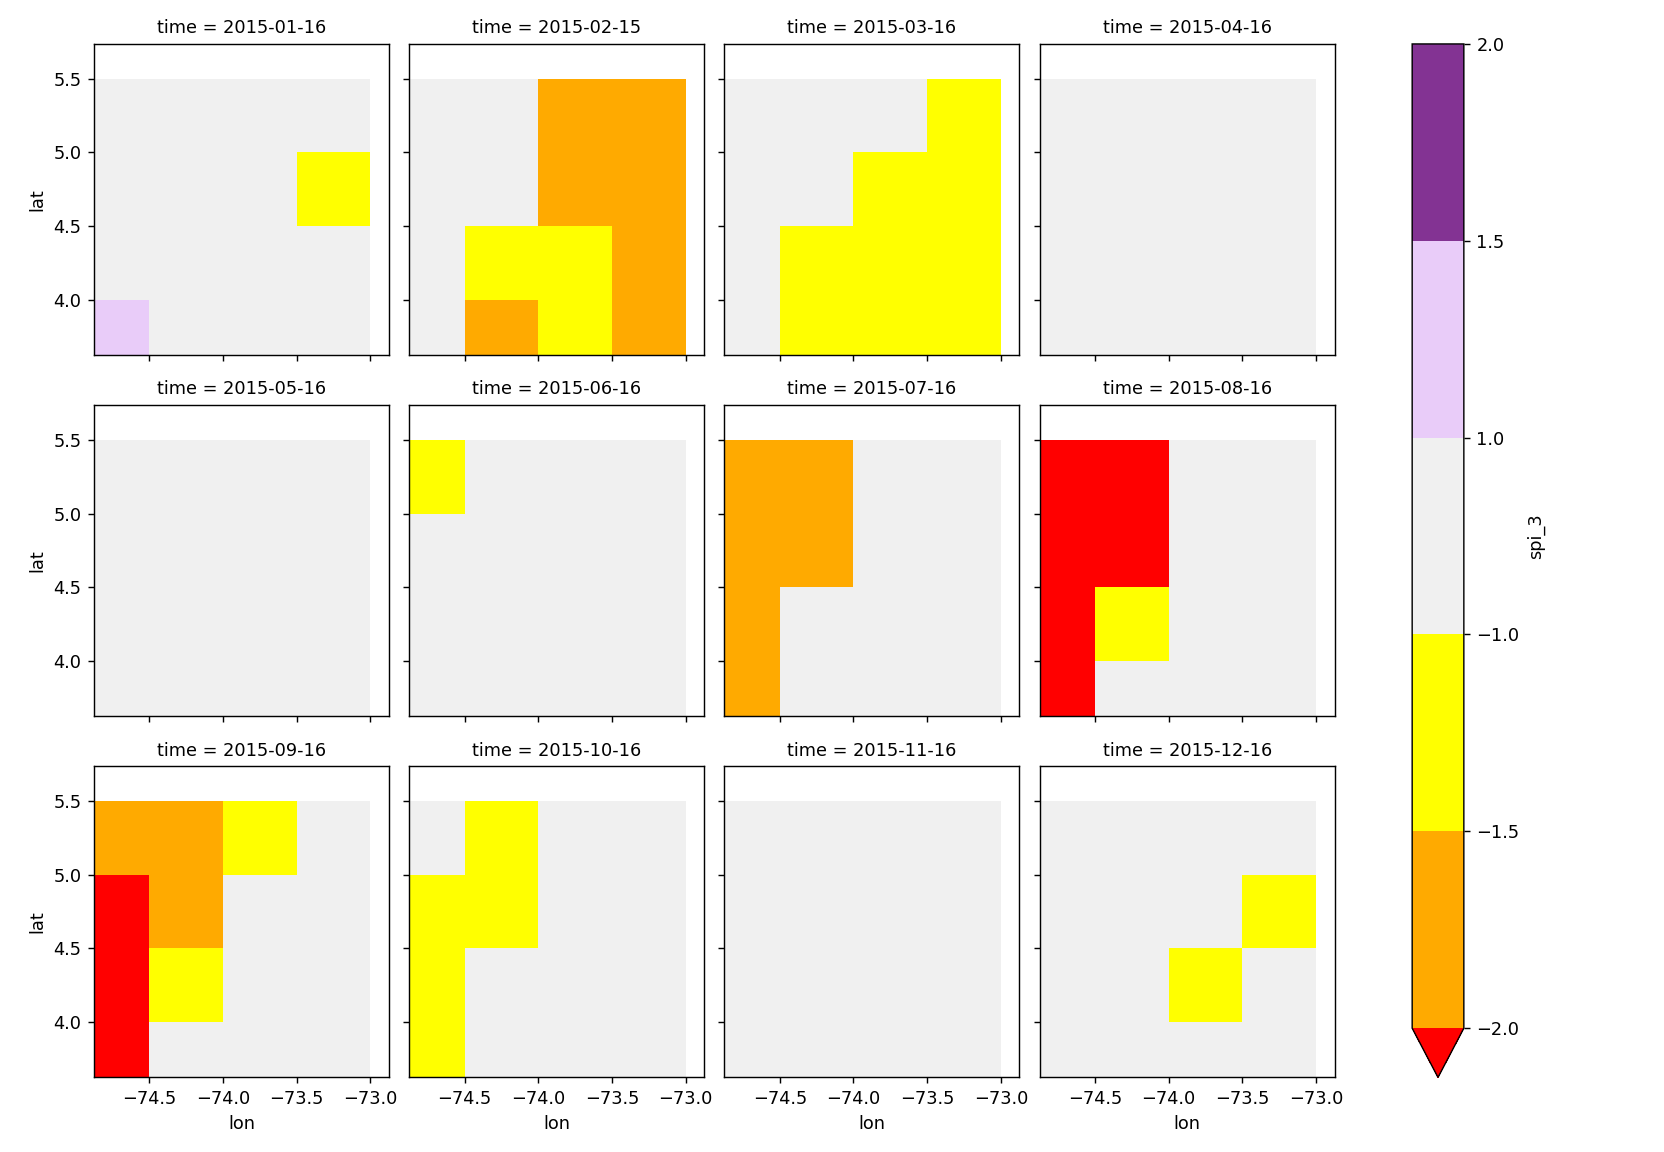 time = 2015-01-16
time = 2015-02-15
time = 2015-03-16
time = 2015-04-16
5.5
5.0
4.5
4.0
lat
time = 2015-05-16
time = 2015-06-16
time = 2015-07-16
time = 2015-08-16
5.5
5.0
4.5
4.0
lat
time = 2015-09-16
time = 2015-10-16
time = 2015-11-16
time = 2015-12-16
5.5
5.0
4.5
4.0
lat
−74.5 −74.0 −73.5 −73.0
lon
−74.5 −74.0 −73.5 −73.0
lon
−74.5 −74.0 −73.5 −73.0
lon
−74.5 −74.0 −73.5 −73.0
lon
2.0
1.5
1.0
−1.0
−1.5
−2.0
spi_3